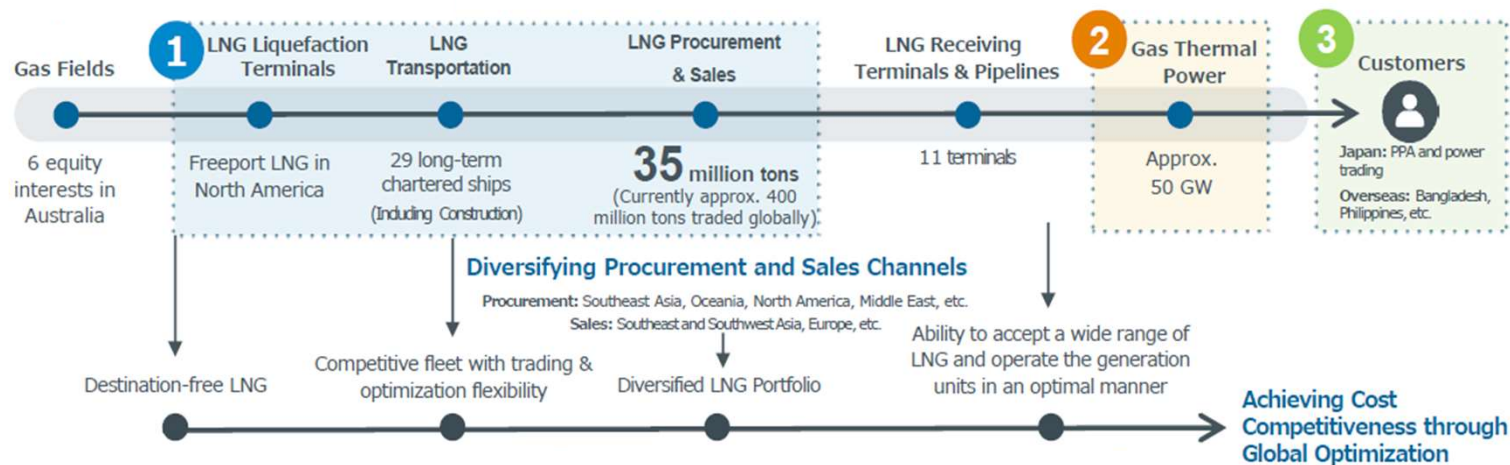 1
2
3
Gas Fields
LNG Liquefaction
Terminals
LNG
Transportation
LNG Procurement
& Sales
LNG Receiving
Terminals & Pipelines
Gas Thermal
Power
Customers
6 equity
interests in
Australia
Freeport LNG in
North America
29 long-term
chartered ships
(Including Construction)
35 million tons
(Currently approx. 400
million tons traded globally)
11 terminals
Approx.
50 GW
Japan: PPA and power
trading
Overseas: Bangladesh,
Philippines, etc.
Diversifying Procurement and Sales Channels
Procurement: Southeast Asia, Oceania, North America, Middle East, etc.
Sales: Southeast and Southwest Asia, Europe, etc.
Destination-free LNG
Competitive fleet with trading &
optimization flexibility
Diversified LNG Portfolio
Ability to accept a wide range of
LNG and operate the generation
units in an optimal manner
Achieving Cost
Competitiveness through
Global Optimization